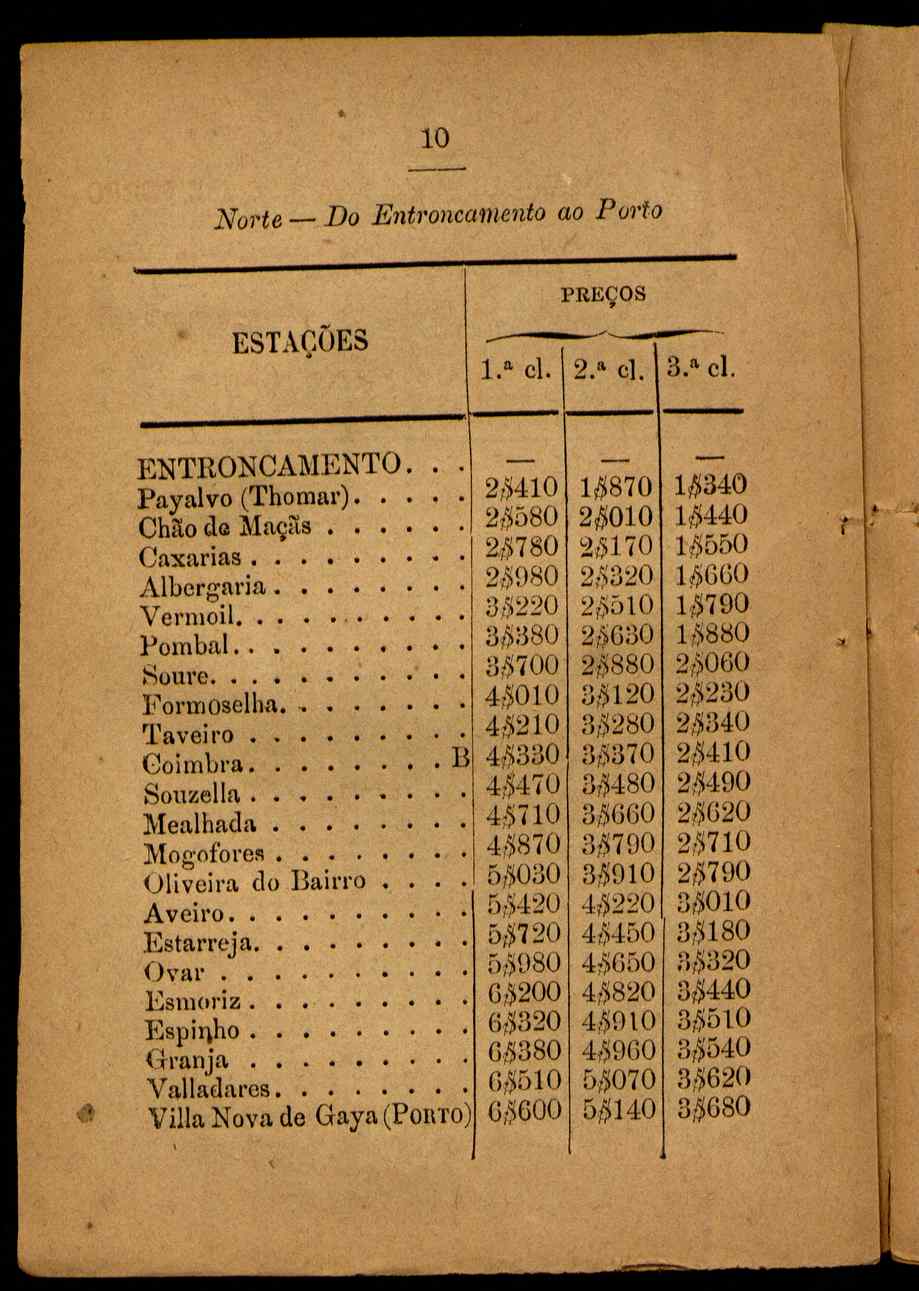 10
Norte — Do Entroncamento ao Porto
ESTAÇÕES
PREÇOS
1.ª cl. 2.ª cl. 3.ª cl.
ENTRONCAMENTO. . . — — —
Payalvo (Thomar). . . . . 2$410 1$870 1$340
Chão de Maçãs . . . . . . 2$580 2$010 1$440
Caxarias . . . . . . . . . 2$780 2$170 1$550
Albergaria . . . . . . . . 2$980 2$320 1$660
Vermoil. . . . . . . . . . 3$220 2$510 1$790
Pombal. . . . . . . . . . 3$380 2$630 1$880
Soure. . . . . . . . . . . 3$700 2$880 2$060
Formoselha. . . . . . . . 4$010 3$120 2$230
Taveiro . . . . . . . . . 4$210 3$280 2$340
Coimbra. . . . . . . . . B 4$330 3$370 2$410
Souzella . . . . . . . . . 4$470 3$480 2$490
Mealhada . . . . . . . . 4$710 3$660 2$620
Mogofores . . . . . . . . 4$870 3$790 2$710
Oliveira do Bairro . . . . 5$030 3$910 2$790
Aveiro. . . . . . . . . . 5$420 4$220 3$010
Estarreja. . . . . . . . . 5$720 4$450 3$180
Ovar . . . . . . . . . . 5$980 4$650 3$320
Esmoriz . . . . . . . . . 6$200 4$820 3$440
Espinho . . . . . . . . . 6$320 4$910 3$510
Granja . . . . . . . . . 6$380 4$960 3$540
Valladares. . . . . . . . 6$510 5$070 3$620
Villa Nova de Gaya (PORTO) 6$600 5$140 3$680